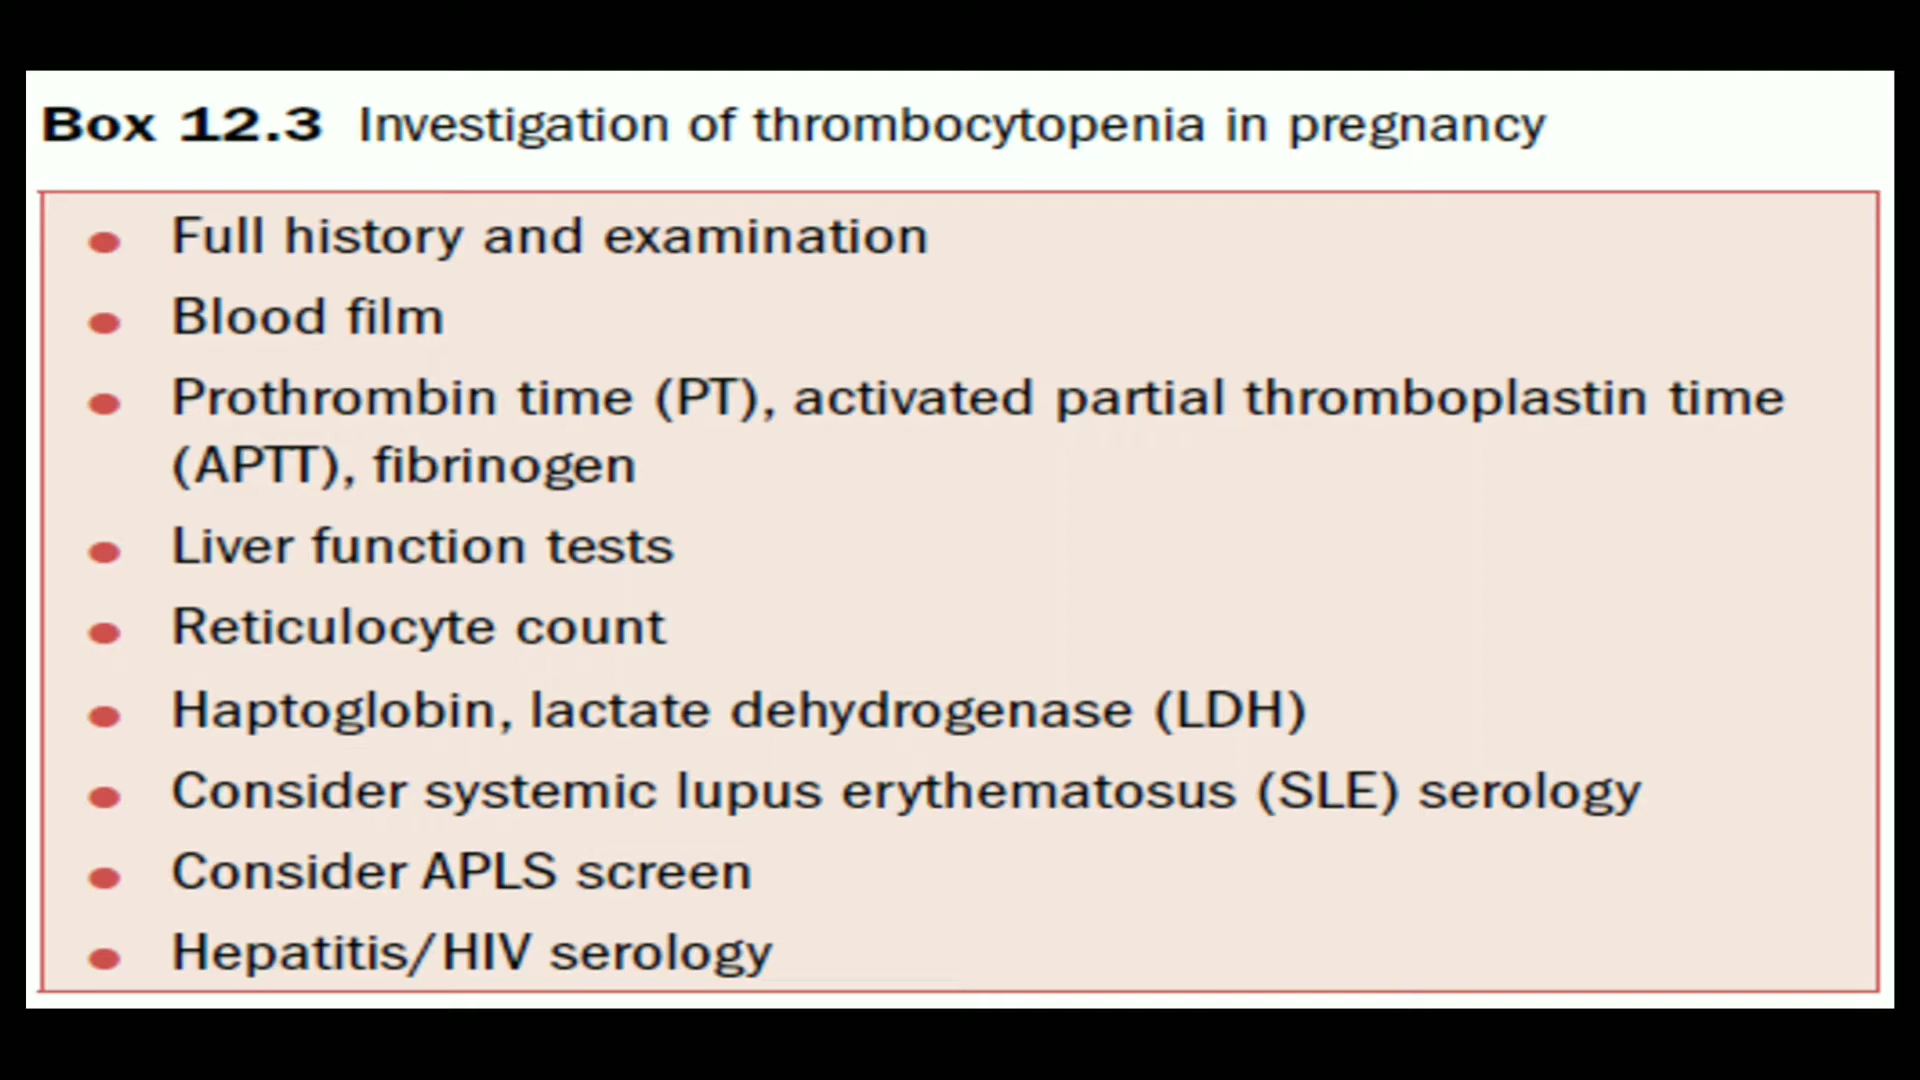 Box 12.3 Investigation of thrombocytopenia in pregnancy
Full history and examination
Blood film
Prothrombin time (PT), activated partial thromboplastin time
(APTT), fibrinogen
Liver function tests
Reticulocyte count
Haptoglobin, lactate dehydrogenase (LDH)
Consider systemic lupus erythematosus (SLE) serology
Consider APLS screen
Hepatitis/HIV serology